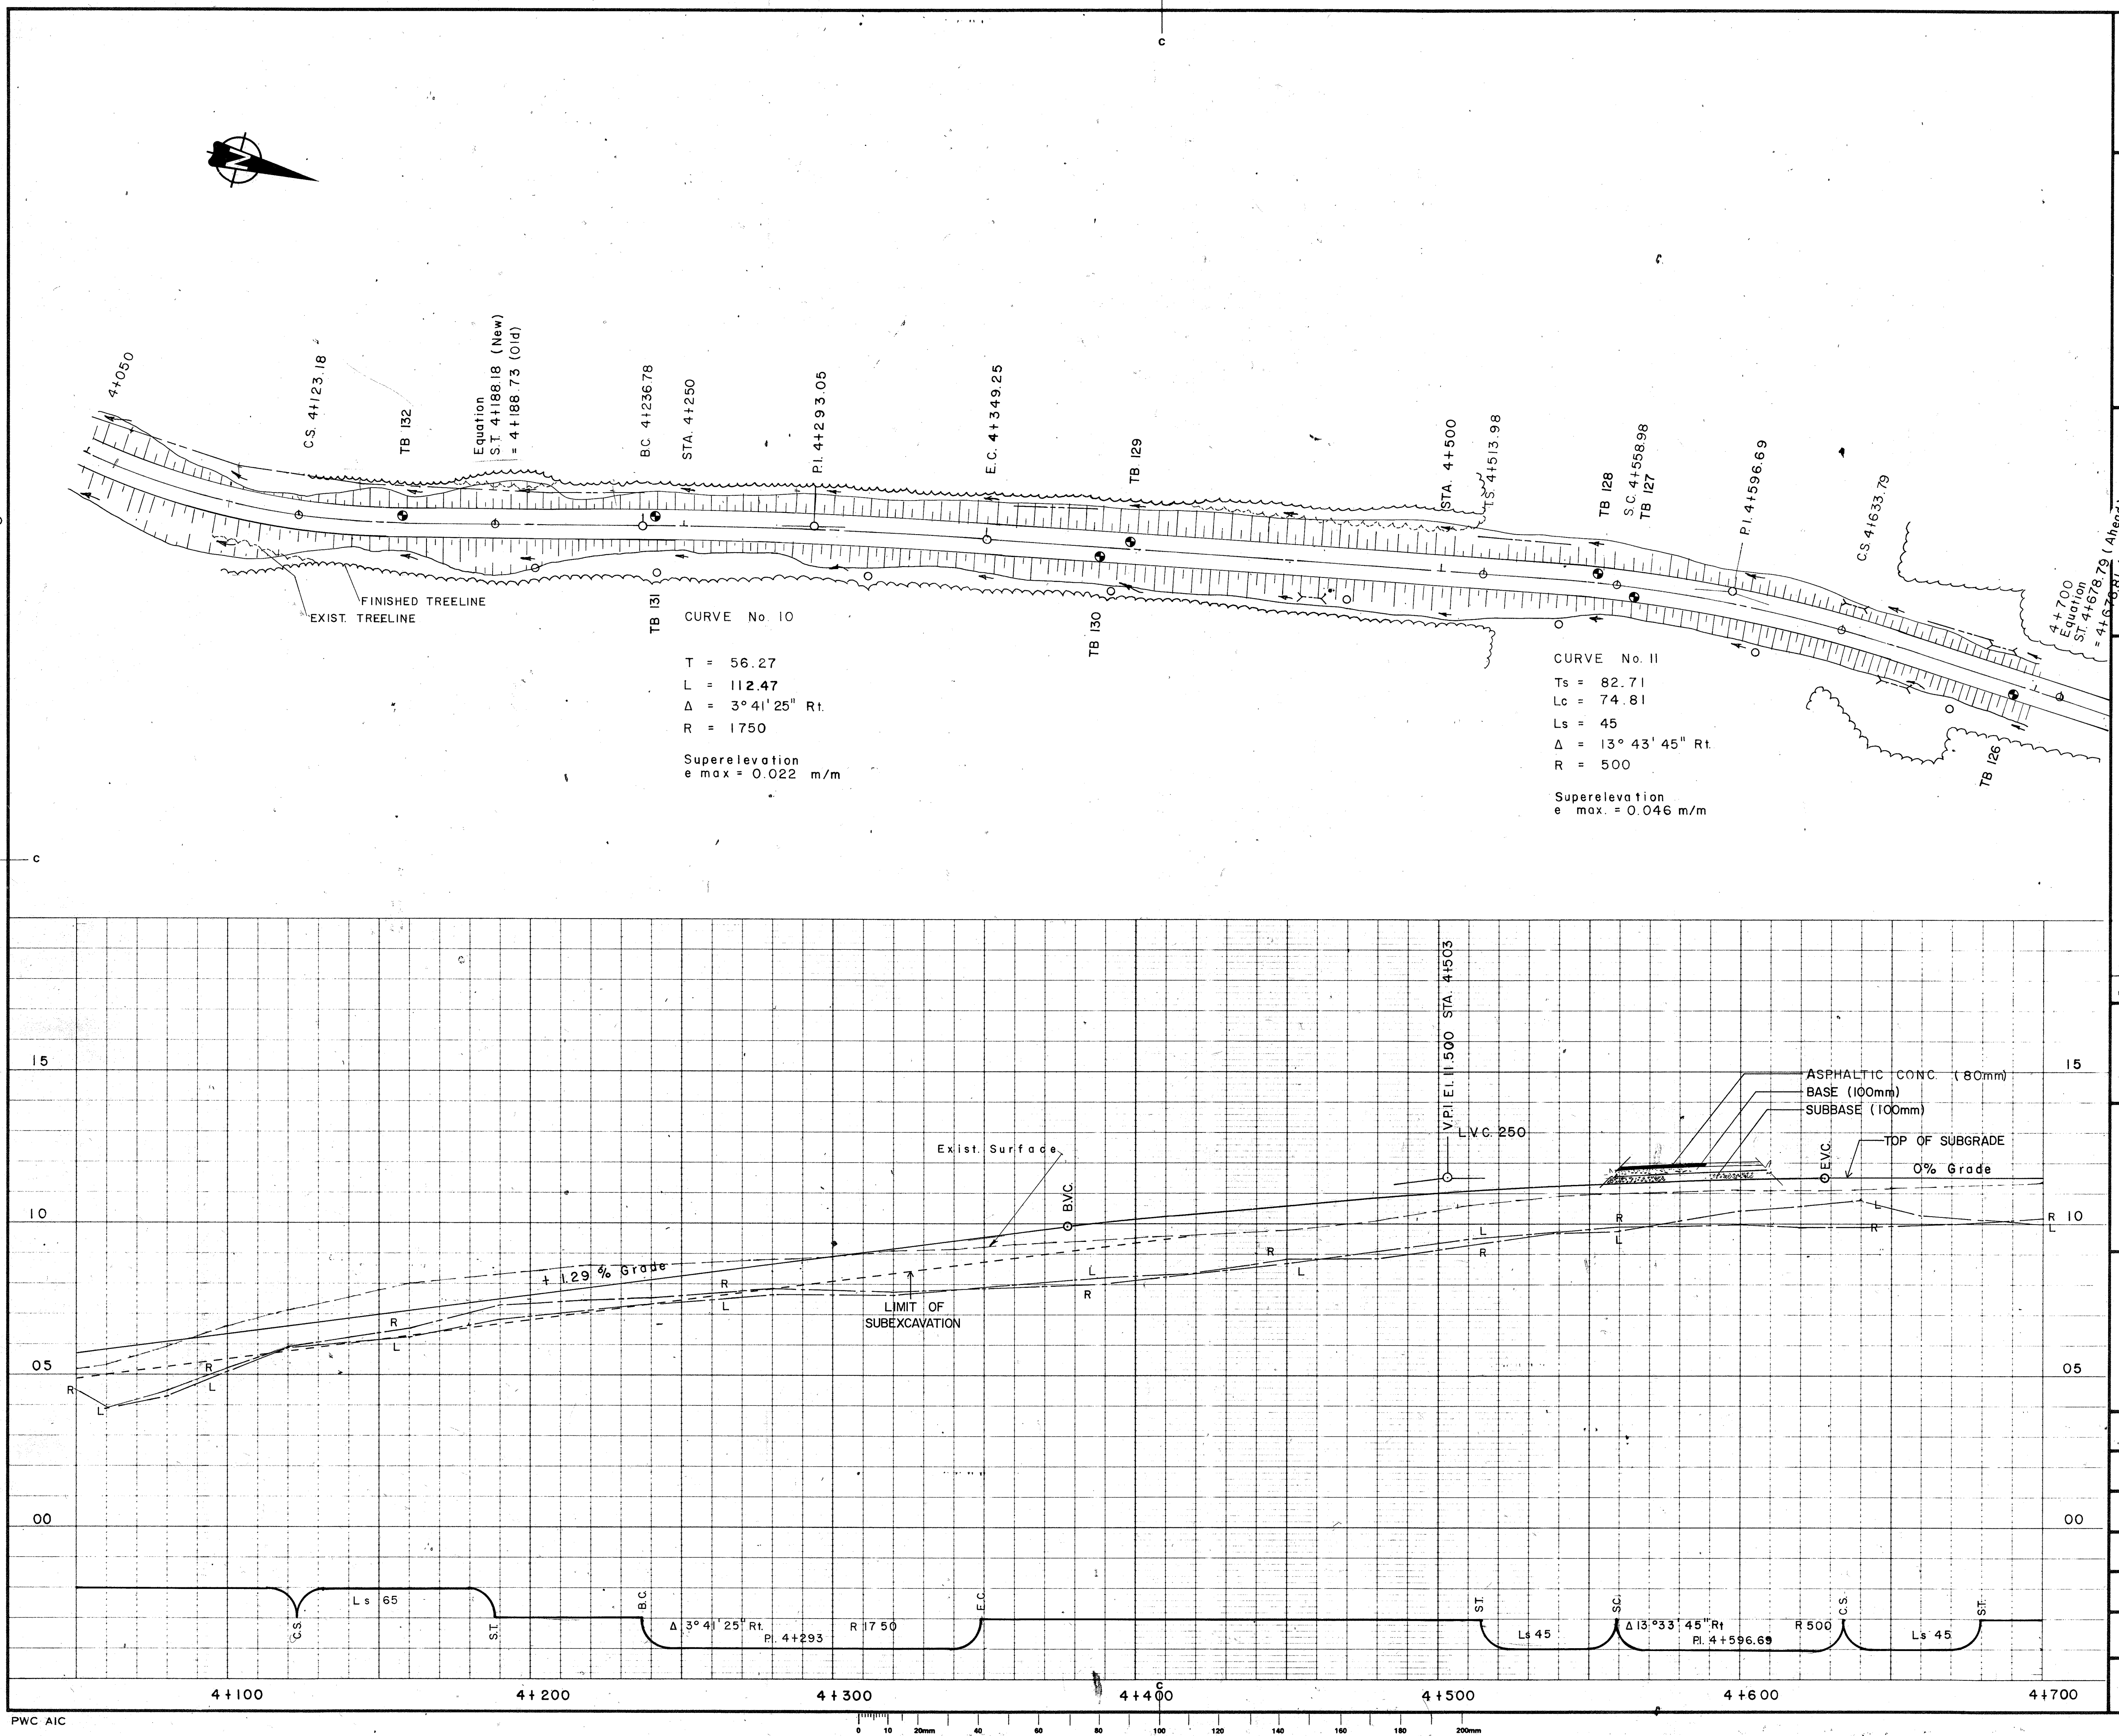 C
N
4+050
C.S. 4+123.18
TB 132
Equation
S.T. 4+188.18 (New)
= 4+188.73 (Old)
B.C. 4+236.78
STA. 4+250
P.I. 4+293.05
E.C. 4+349.25
TB 129
STA. 4+500
T.S. 4+513.98
TB 128
S.C. 4+558.98
TB 127
P.I. 4+596.69
C.S. 4+633.79
4+700
Equation
S.T. 4+678.79 (Ahead)
FINISHED TREELINE
EXIST. TREELINE
TB 131
TB 130
TB 126
CURVE No. 10
T = 56.27
L = 112.47
Δ = 3°41'25" Rt.
R = 1750
Superelevation
e max = 0.022 m/m
CURVE No. 11
Ts = 82.71
Lc = 74.81
Ls = 45
Δ = 13° 43' 45" Rt.
R = 500
Superelevation
e max. = 0.046 m/m
C
V.P.I. El. 11.500 STA. 4+503
L.V.C. 250
15
15
ASPHALTIC CONC. (80mm)
BASE (100mm)
SUBBASE (100mm)
TOP OF SUBGRADE
0% Grade
Exist. Surface
B.V.C.
E.V.C.
10
R 10
L
+ 1.29 % Grade
LIMIT OF
SUBEXCAVATION
R
L
R
L
R
L
R
L
L
R
R
L
L
R
R
L
L
R
05
05
R
L
00
00
C.S.
Ls 65
S.T.
B.C.
Δ 3°41'25" Rt.
R 1750
P.I. 4+293
E.C.
S.T.
Ls 45
S.C.
Δ 13°33'45" Rt
R 500
P.I. 4+596.69
C.S.
Ls 45
S.T.
4+100
4+200
4+300
4+400
4+500
4+600
4+700
C
PWC AIC
0 10 20mm 40 60 80 100 120 140 160 180 200mm